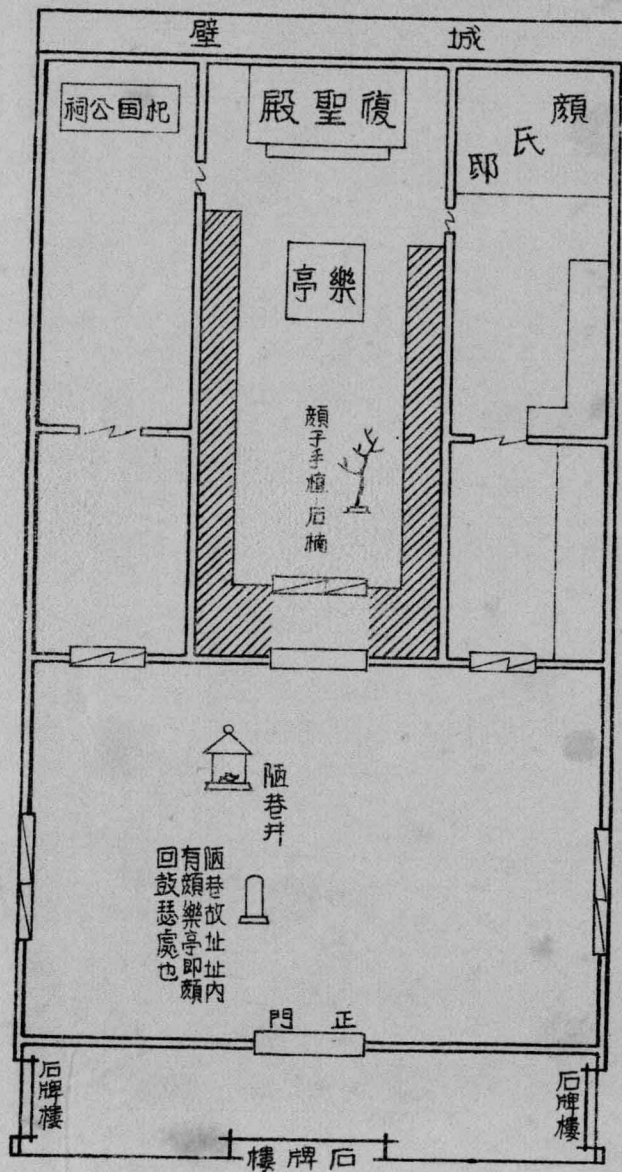 城壁
顏氏邸
復聖殿
杞国公祠
樂亭
顏子手植石楠
陋巷井
陋巷故址址内
有顏樂亭即顏
回鼓瑟處也
正門
石牌樓
石牌樓
石牌樓